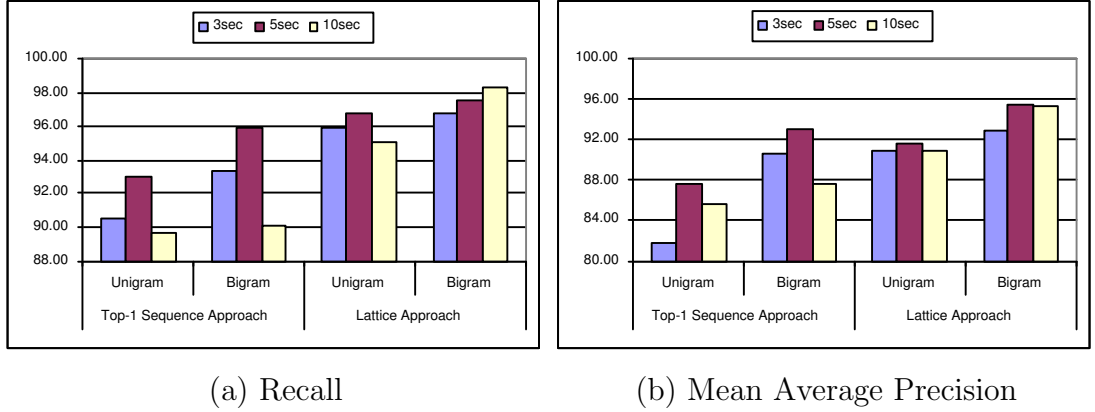 3sec 5sec 10sec
100.00
98.00
96.00
94.00
92.00
90.00
88.00
Unigram Bigram Unigram Bigram
Top-1 Sequence Approach Lattice Approach
(a) Recall
3sec 5sec 10sec
100.00
96.00
92.00
88.00
84.00
80.00
Unigram Bigram Unigram Bigram
Top-1 Sequence Approach Lattice Approach
(b) Mean Average Precision